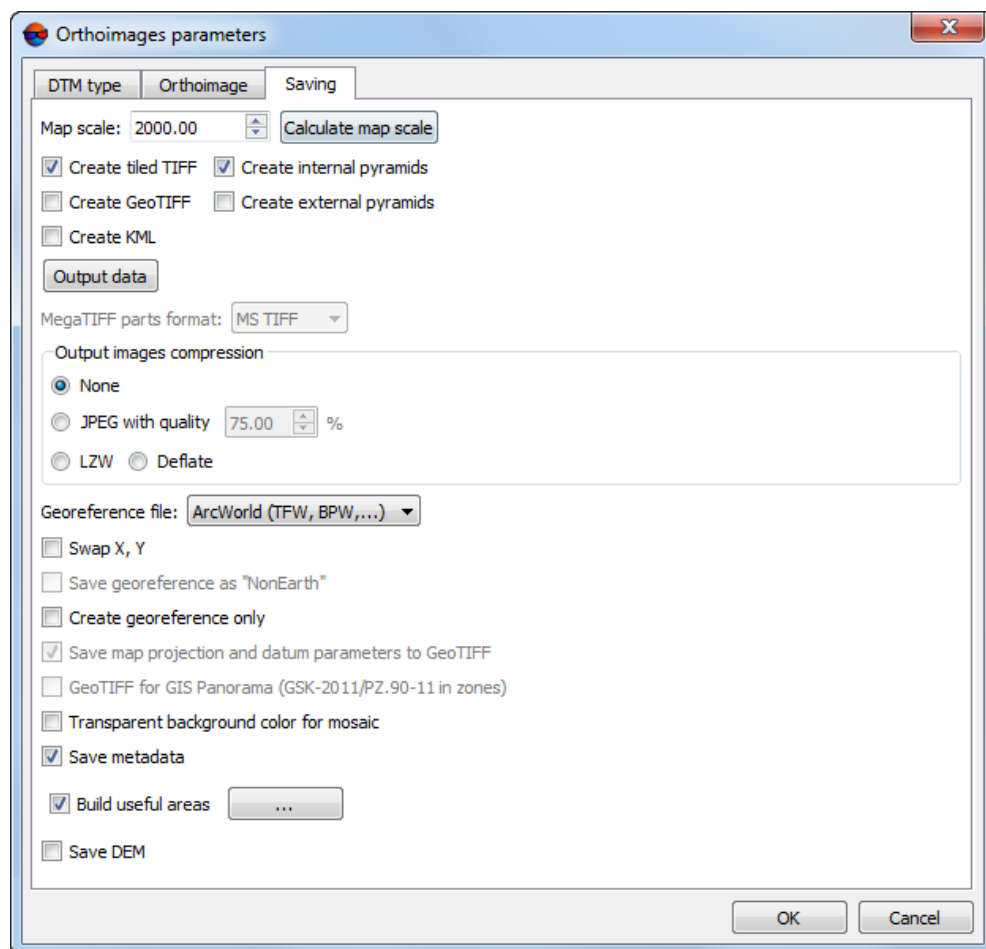 Orthoimages parameters
DTM type Orthoimage Saving
Map scale: 2000.00 Calculate map scale
Create tiled TIFF Create internal pyramids
Create GeoTIFF Create external pyramids
Create KML
Output data
MegaTIFF parts format: MS TIFF
Output images compression
None
JPEG with quality 75.00 %
LZW Deflate
Georeference file: ArcWorld (TFW, BPW,...)
Swap X, Y
Save georeference as "NonEarth"
Create georeference only
Save map projection and datum parameters to GeoTIFF
GeoTIFF for GIS Panorama (GSK-2011/PZ.90-11 in zones)
Transparent background color for mosaic
Save metadata
Build useful areas ...
Save DEM
OK Cancel